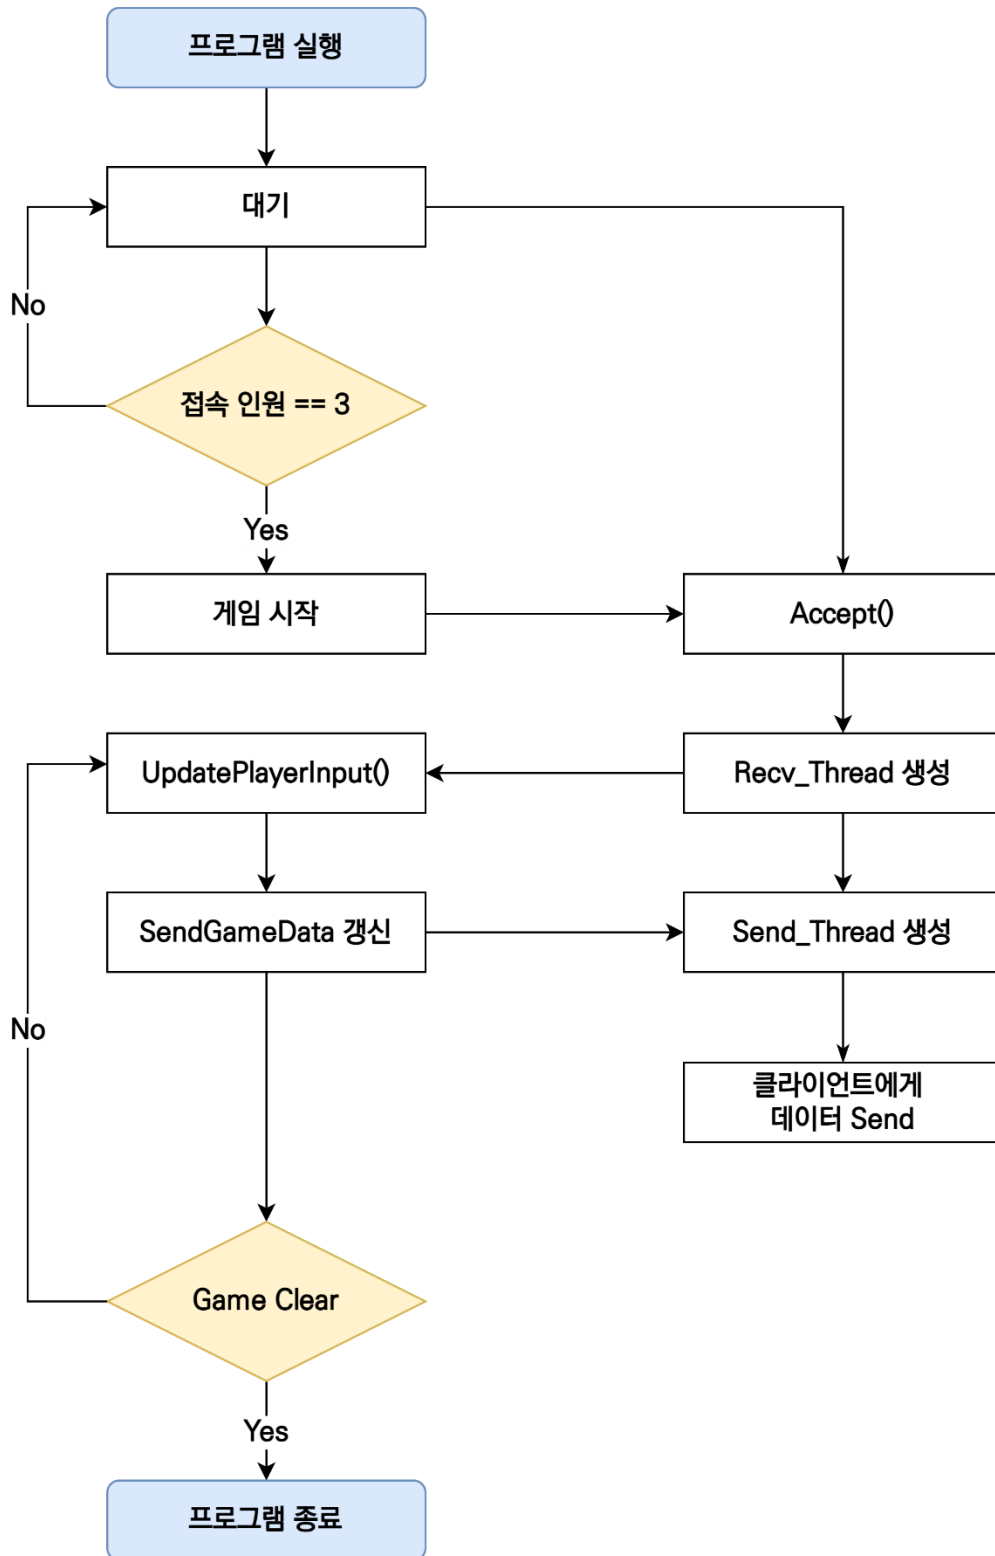 프로그램 실행
대기
No
접속 인원 == 3
Yes
게임 시작
Accept()
UpdatePlayerInput()
Recv_Thread 생성
SendGameData 갱신
Send_Thread 생성
No
클라이언트에게
데이터 Send
Game Clear
Yes
프로그램 종료